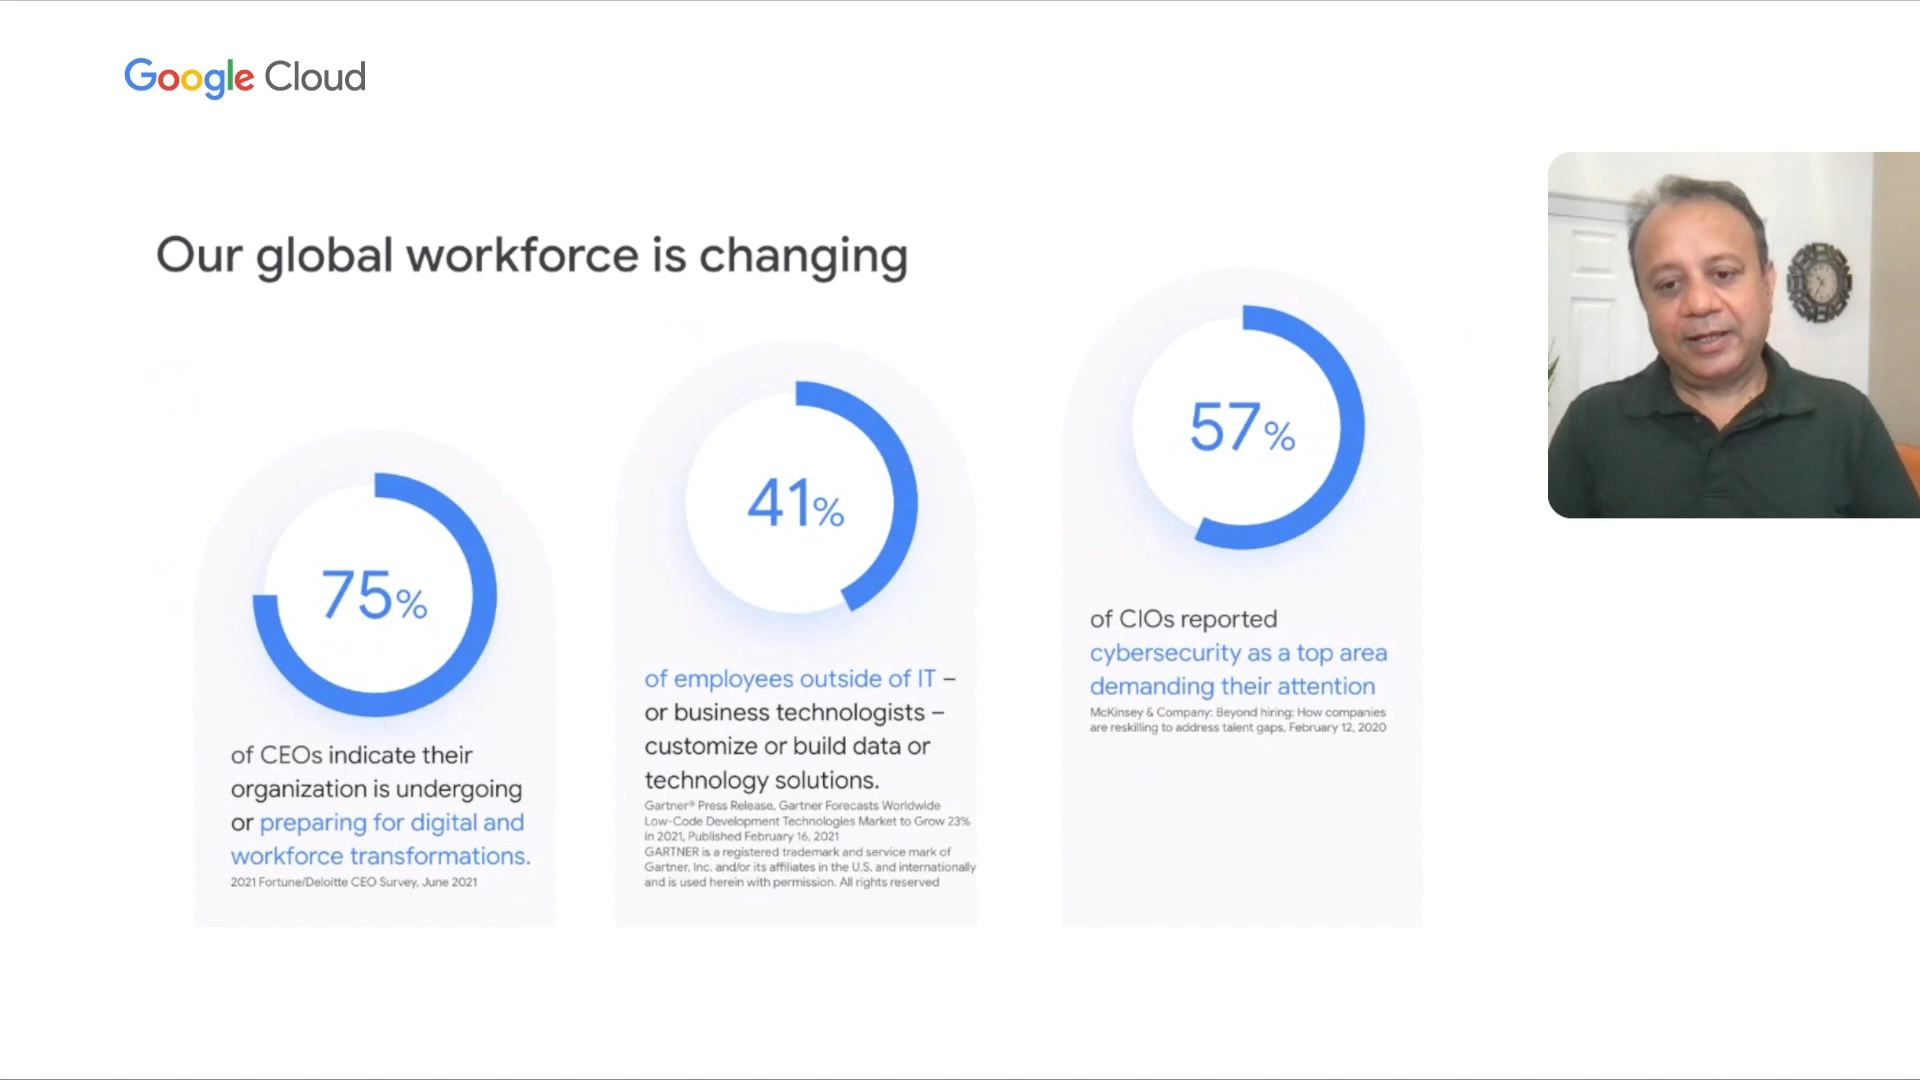 Google Cloud
Our global workforce is changing
75%
of CEOs indicate their
organization is undergoing
or preparing for digital and
workforce transformations.
2021 Fortune/Deloitte CEO Survey, June 2021
41%
of employees outside of IT –
or business technologists –
customize or build data or
technology solutions.
Gartner® Press Release, Gartner Forecasts Worldwide
Low-Code Development Technologies Market to Grow 23%
in 2021, Published February 16, 2021
GARTNER is a registered trademark and service mark of
Gartner, Inc. and/or its affiliates in the U.S. and internationally
and is used herein with permission. All rights reserved
57%
of CIOs reported
cybersecurity as a top area
demanding their attention
McKinsey & Company: Beyond hiring: How companies
are reskilling to address talent gaps, February 12, 2020